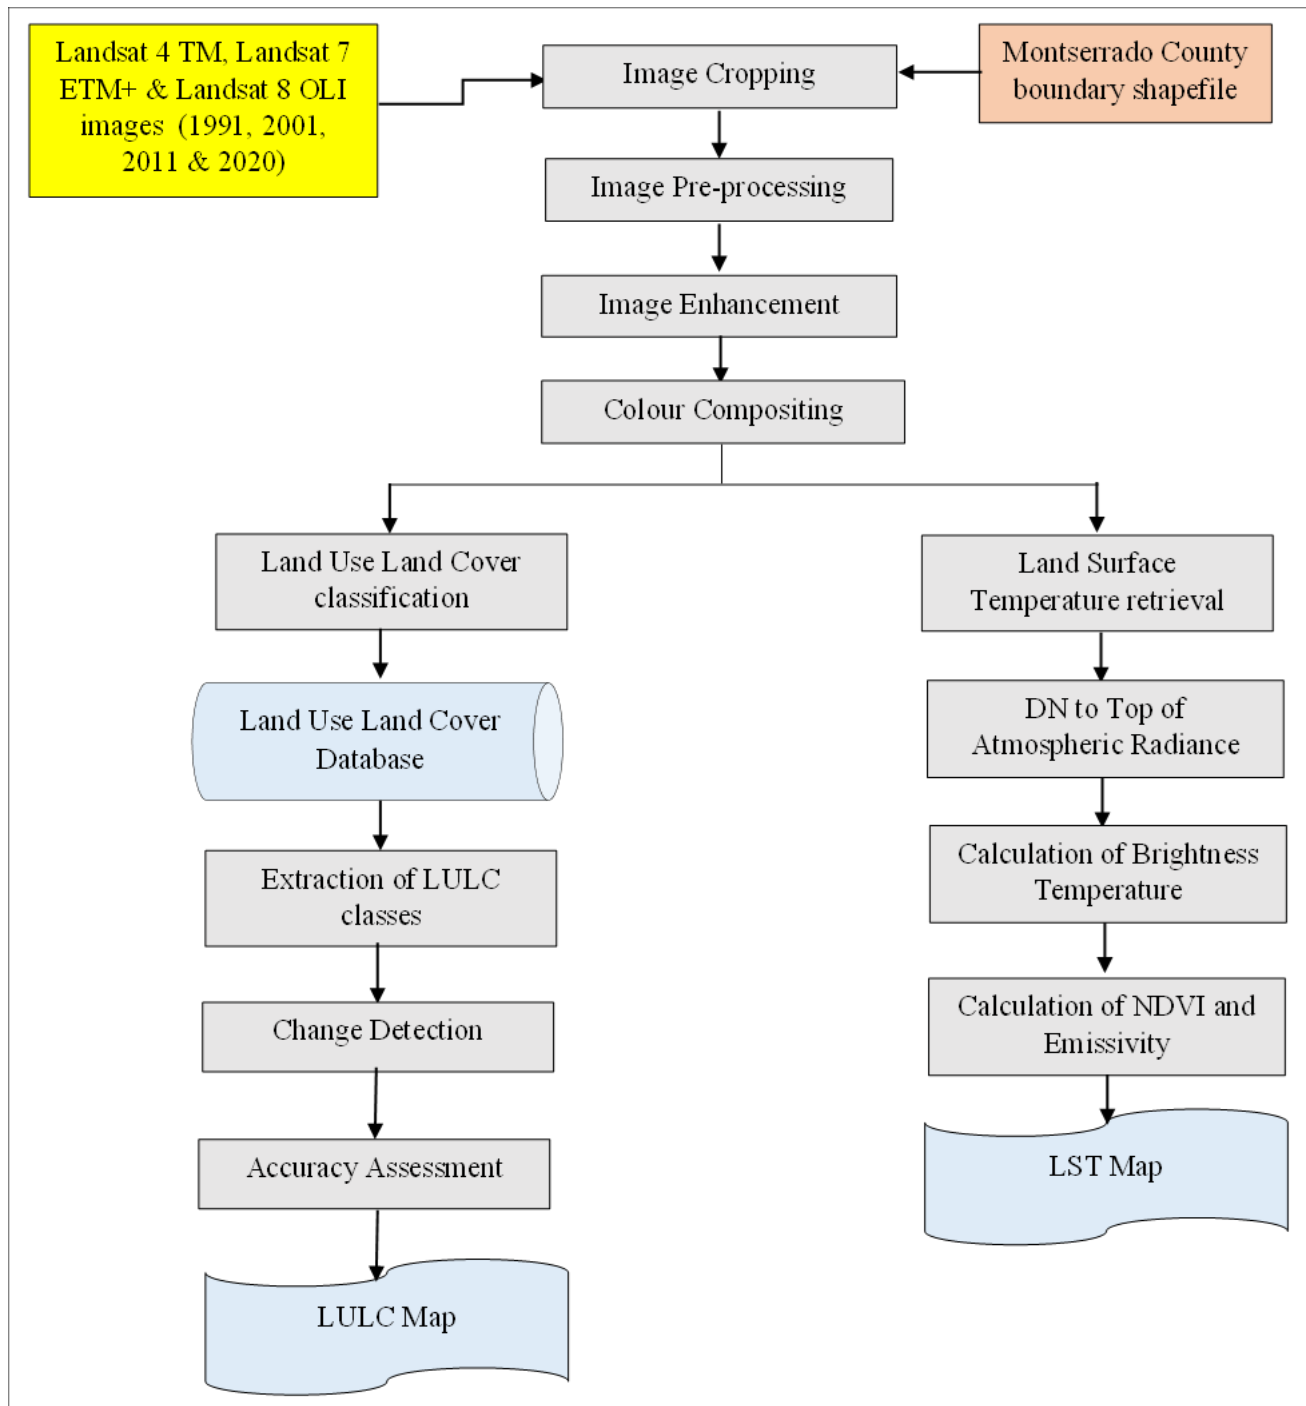 Landsat 4 TM, Landsat 7
ETM+ & Landsat 8 OLI
images (1991, 2001,
2011 & 2020)
Image Cropping
Montserrado County
boundary shapefile
Image Pre-processing
Image Enhancement
Colour Compositing
Land Use Land Cover
classification
Land Use Land Cover
Database
Extraction of LULC
classes
Change Detection
Accuracy Assessment
LULC Map
Land Surface
Temperature retrieval
DN to Top of
Atmospheric Radiance
Calculation of Brightness
Temperature
Calculation of NDVI and
Emissivity
LST Map